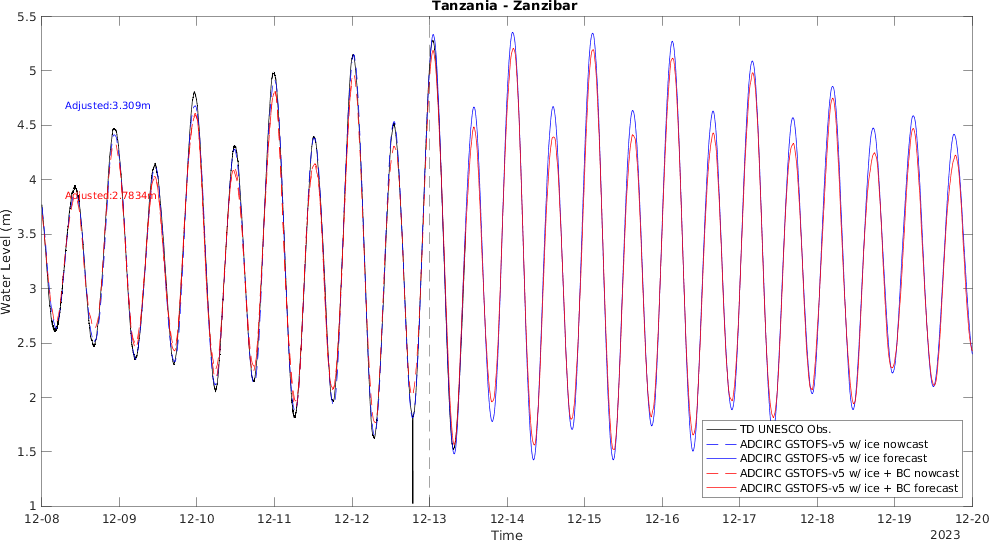 Tanzania - Zanzibar
5.5
5
4.5
4
3.5
3
2.5
2
1.5
1
Water Level (m)
Adjusted:3.309m
Adjusted:2.7834m
TD UNESCO Obs.
ADCIRC GSTOFS-v5 w/ ice nowcast
ADCIRC GSTOFS-v5 w/ ice forecast
ADCIRC GSTOFS-v5 w/ ice + BC nowcast
ADCIRC GSTOFS-v5 w/ ice + BC forecast
12-08 12-09 12-10 12-11 12-12 12-13 12-14 12-15 12-16 12-17 12-18 12-19 12-20
Time
2023